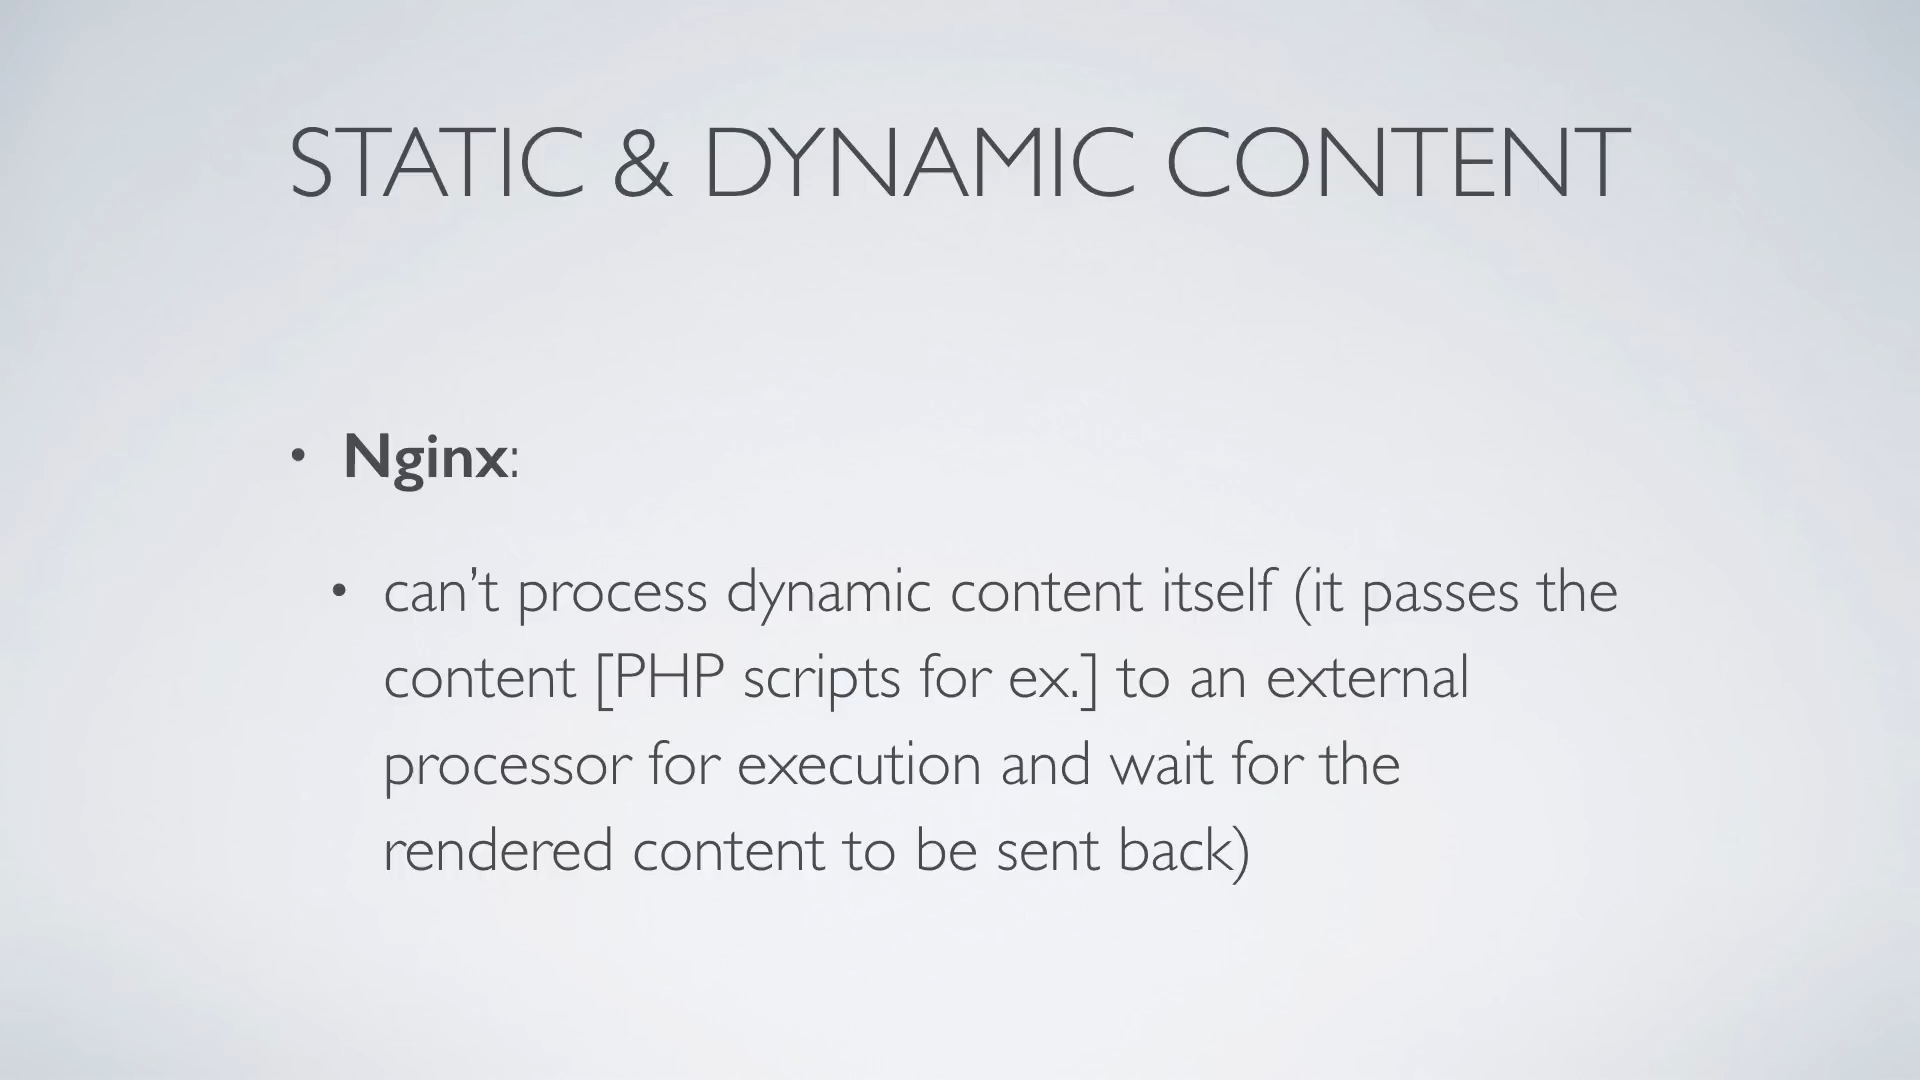 STATIC & DYNAMIC CONTENT
• Nginx:
• can’t process dynamic content itself (it passes the
content [PHP scripts for ex.] to an external
processor for execution and wait for the
rendered content to be sent back)